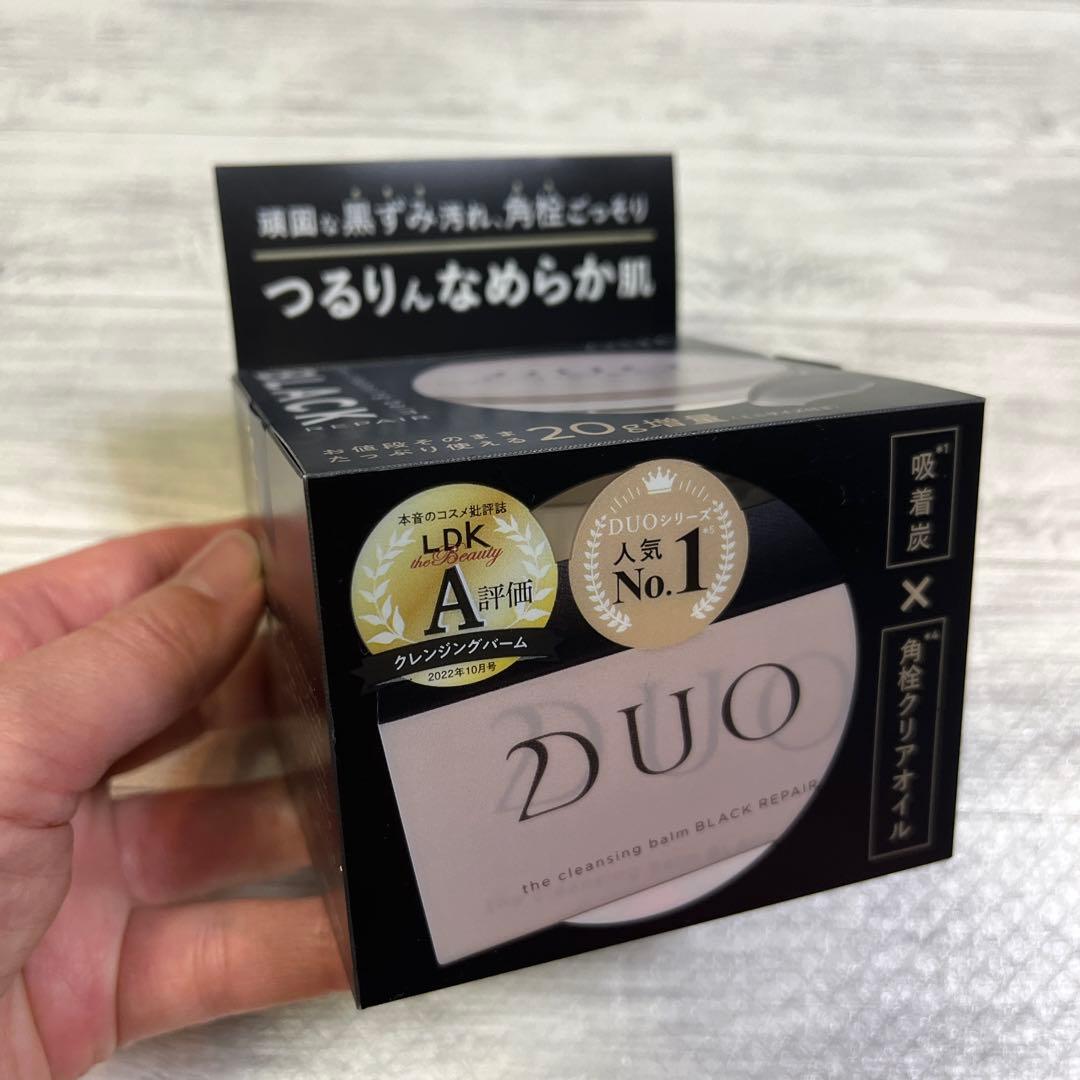 頑固な黒ずみ汚れ、角栓ごっそり
つるりんなめらか肌
DUO
BLACK
REPAIR
お値段そのまま
たっぷり使える
20g増量
本音のコスメ批評誌
LDK
the Beauty
A評価
クレンジングバーム
2022年10月号
DUOシリーズ
人気
No.1
*5
吸着炭
*1
×
角栓クリアオイル
*4
DUO
the cleansing balm BLACK REPAIR